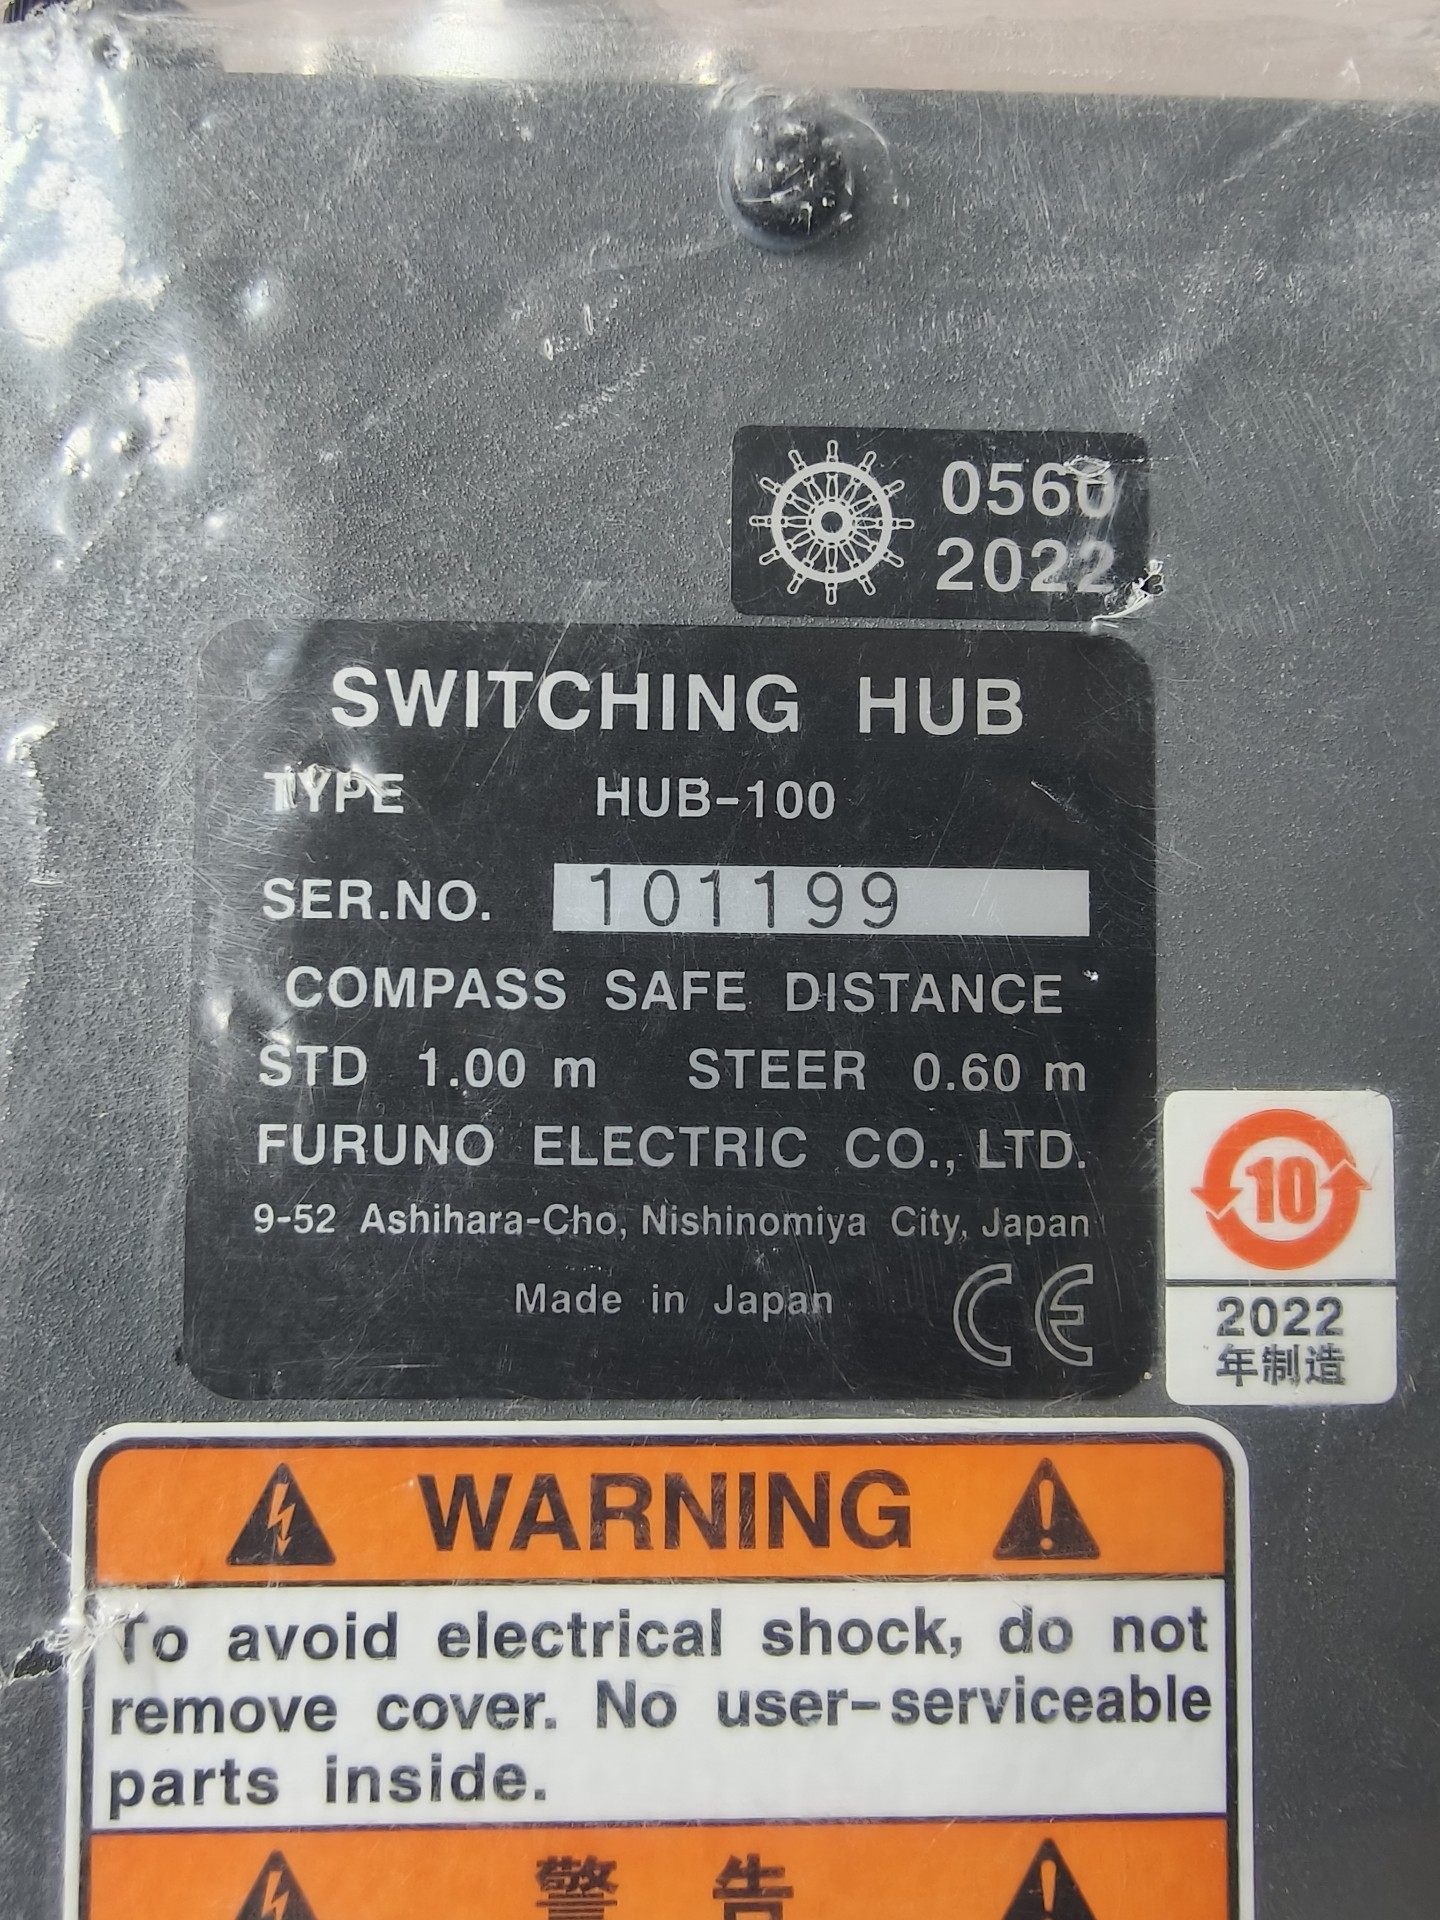 0560
2022
SWITCHING HUB
TYPE HUB-100
SER.NO. 101199
COMPASS SAFE DISTANCE
STD 1.00 m STEER 0.60 m
FURUNO ELECTRIC CO., LTD.
9-52 Ashihara-Cho, Nishinomiya City, Japan
Made in Japan CE
10
2022
年制造
WARNING
To avoid electrical shock, do not
remove cover. No user-serviceable
parts inside.
警告